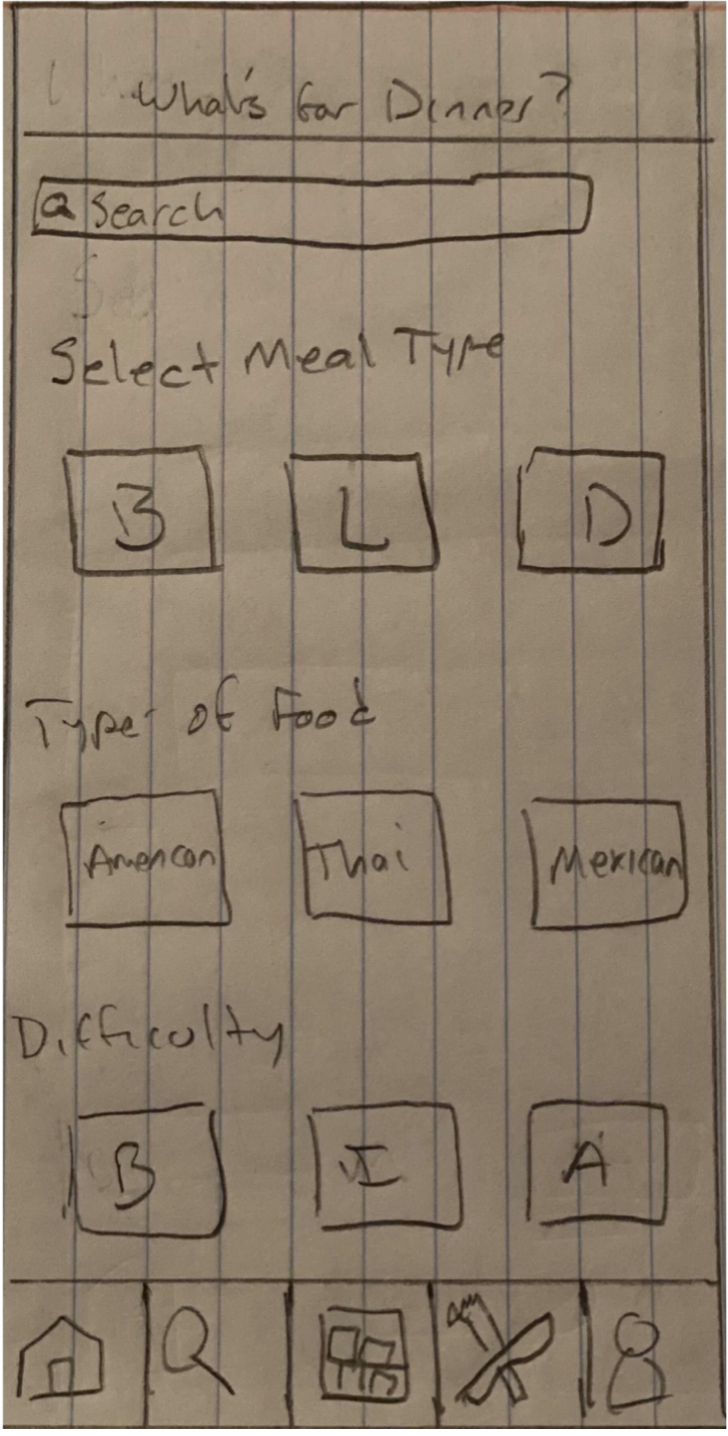 What's for Dinner?
Search
Select Meal Type
B L D
Type of Food
American Thai Mexican
Difficulty
B I A